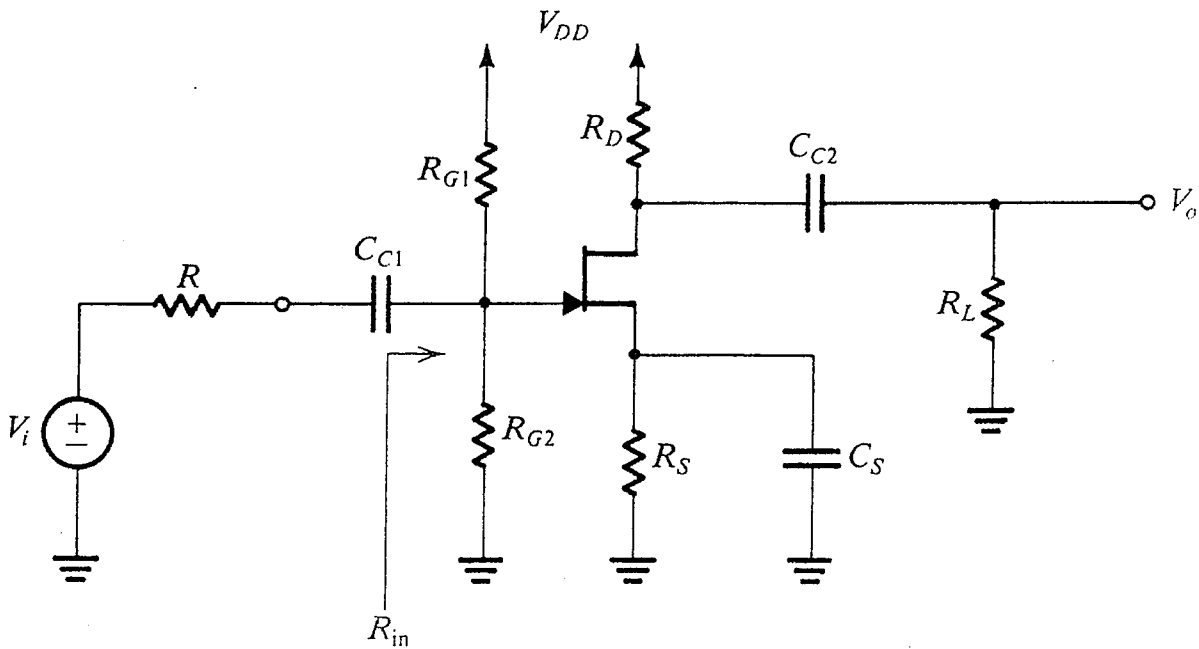 V_DD
R_D
C_C2
R_G1
V_o
C_C1
R
R_L
V_i
+
−
R_G2
R_S
C_S
R_in